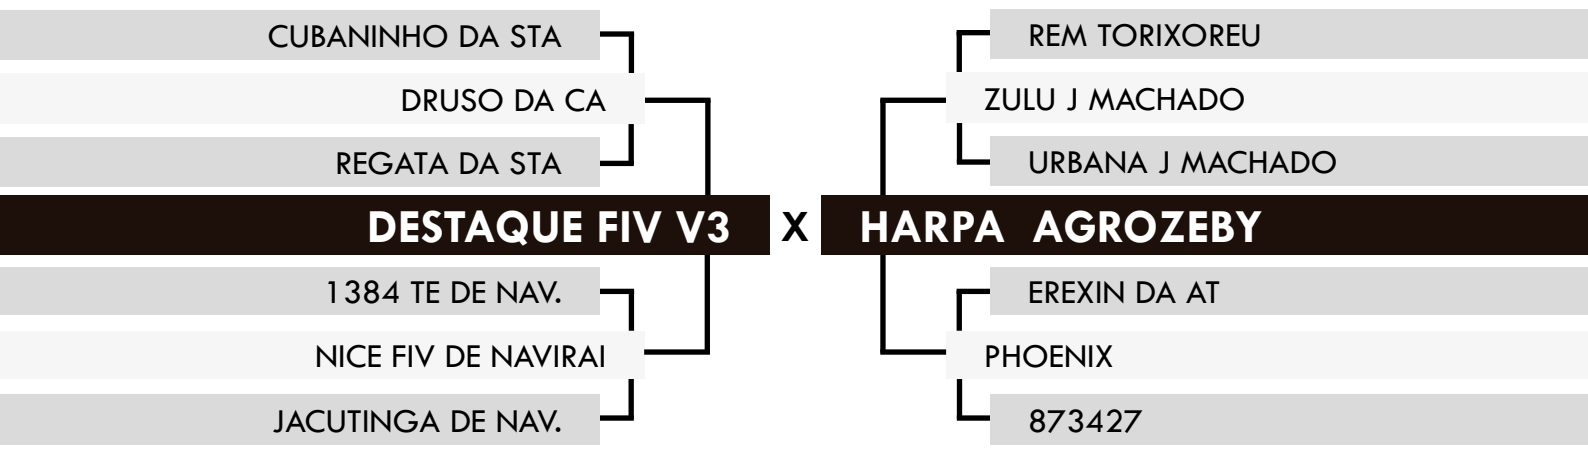 CUBANINHO DA STA
REM TORIXOREU
DRUSO DA CA
ZULU J MACHADO
REGATA DA STA
URBANA J MACHADO
DESTAQUE FIV V3 X HARPA AGROZEBY
1384 TE DE NAV.
EREXIN DA AT
NICE FIV DE NAVIRAI
PHOENIX
JACUTINGA DE NAV.
873427